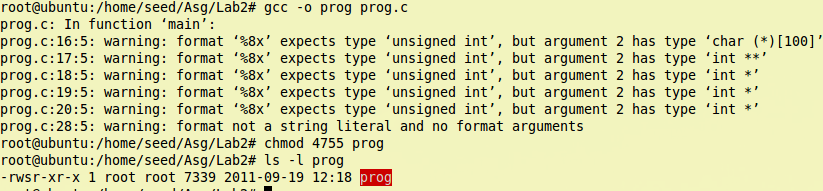 root@ubuntu:/home/seed/Asg/Lab2# gcc -o prog prog.c
prog.c: In function ‘main’:
prog.c:16:5: warning: format ‘%8x’ expects type ‘unsigned int’, but argument 2 has type ‘char (*)[100]’
prog.c:17:5: warning: format ‘%8x’ expects type ‘unsigned int’, but argument 2 has type ‘int **’
prog.c:18:5: warning: format ‘%8x’ expects type ‘unsigned int’, but argument 2 has type ‘int *’
prog.c:19:5: warning: format ‘%8x’ expects type ‘unsigned int’, but argument 2 has type ‘int *’
prog.c:20:5: warning: format ‘%8x’ expects type ‘unsigned int’, but argument 2 has type ‘int *’
prog.c:28:5: warning: format not a string literal and no format arguments
root@ubuntu:/home/seed/Asg/Lab2# chmod 4755 prog
root@ubuntu:/home/seed/Asg/Lab2# ls -l prog
-rwsr-xr-x 1 root root 7339 2011-09-19 12:18 prog
root@ubuntu:/home/seed/Asg/Lab2#